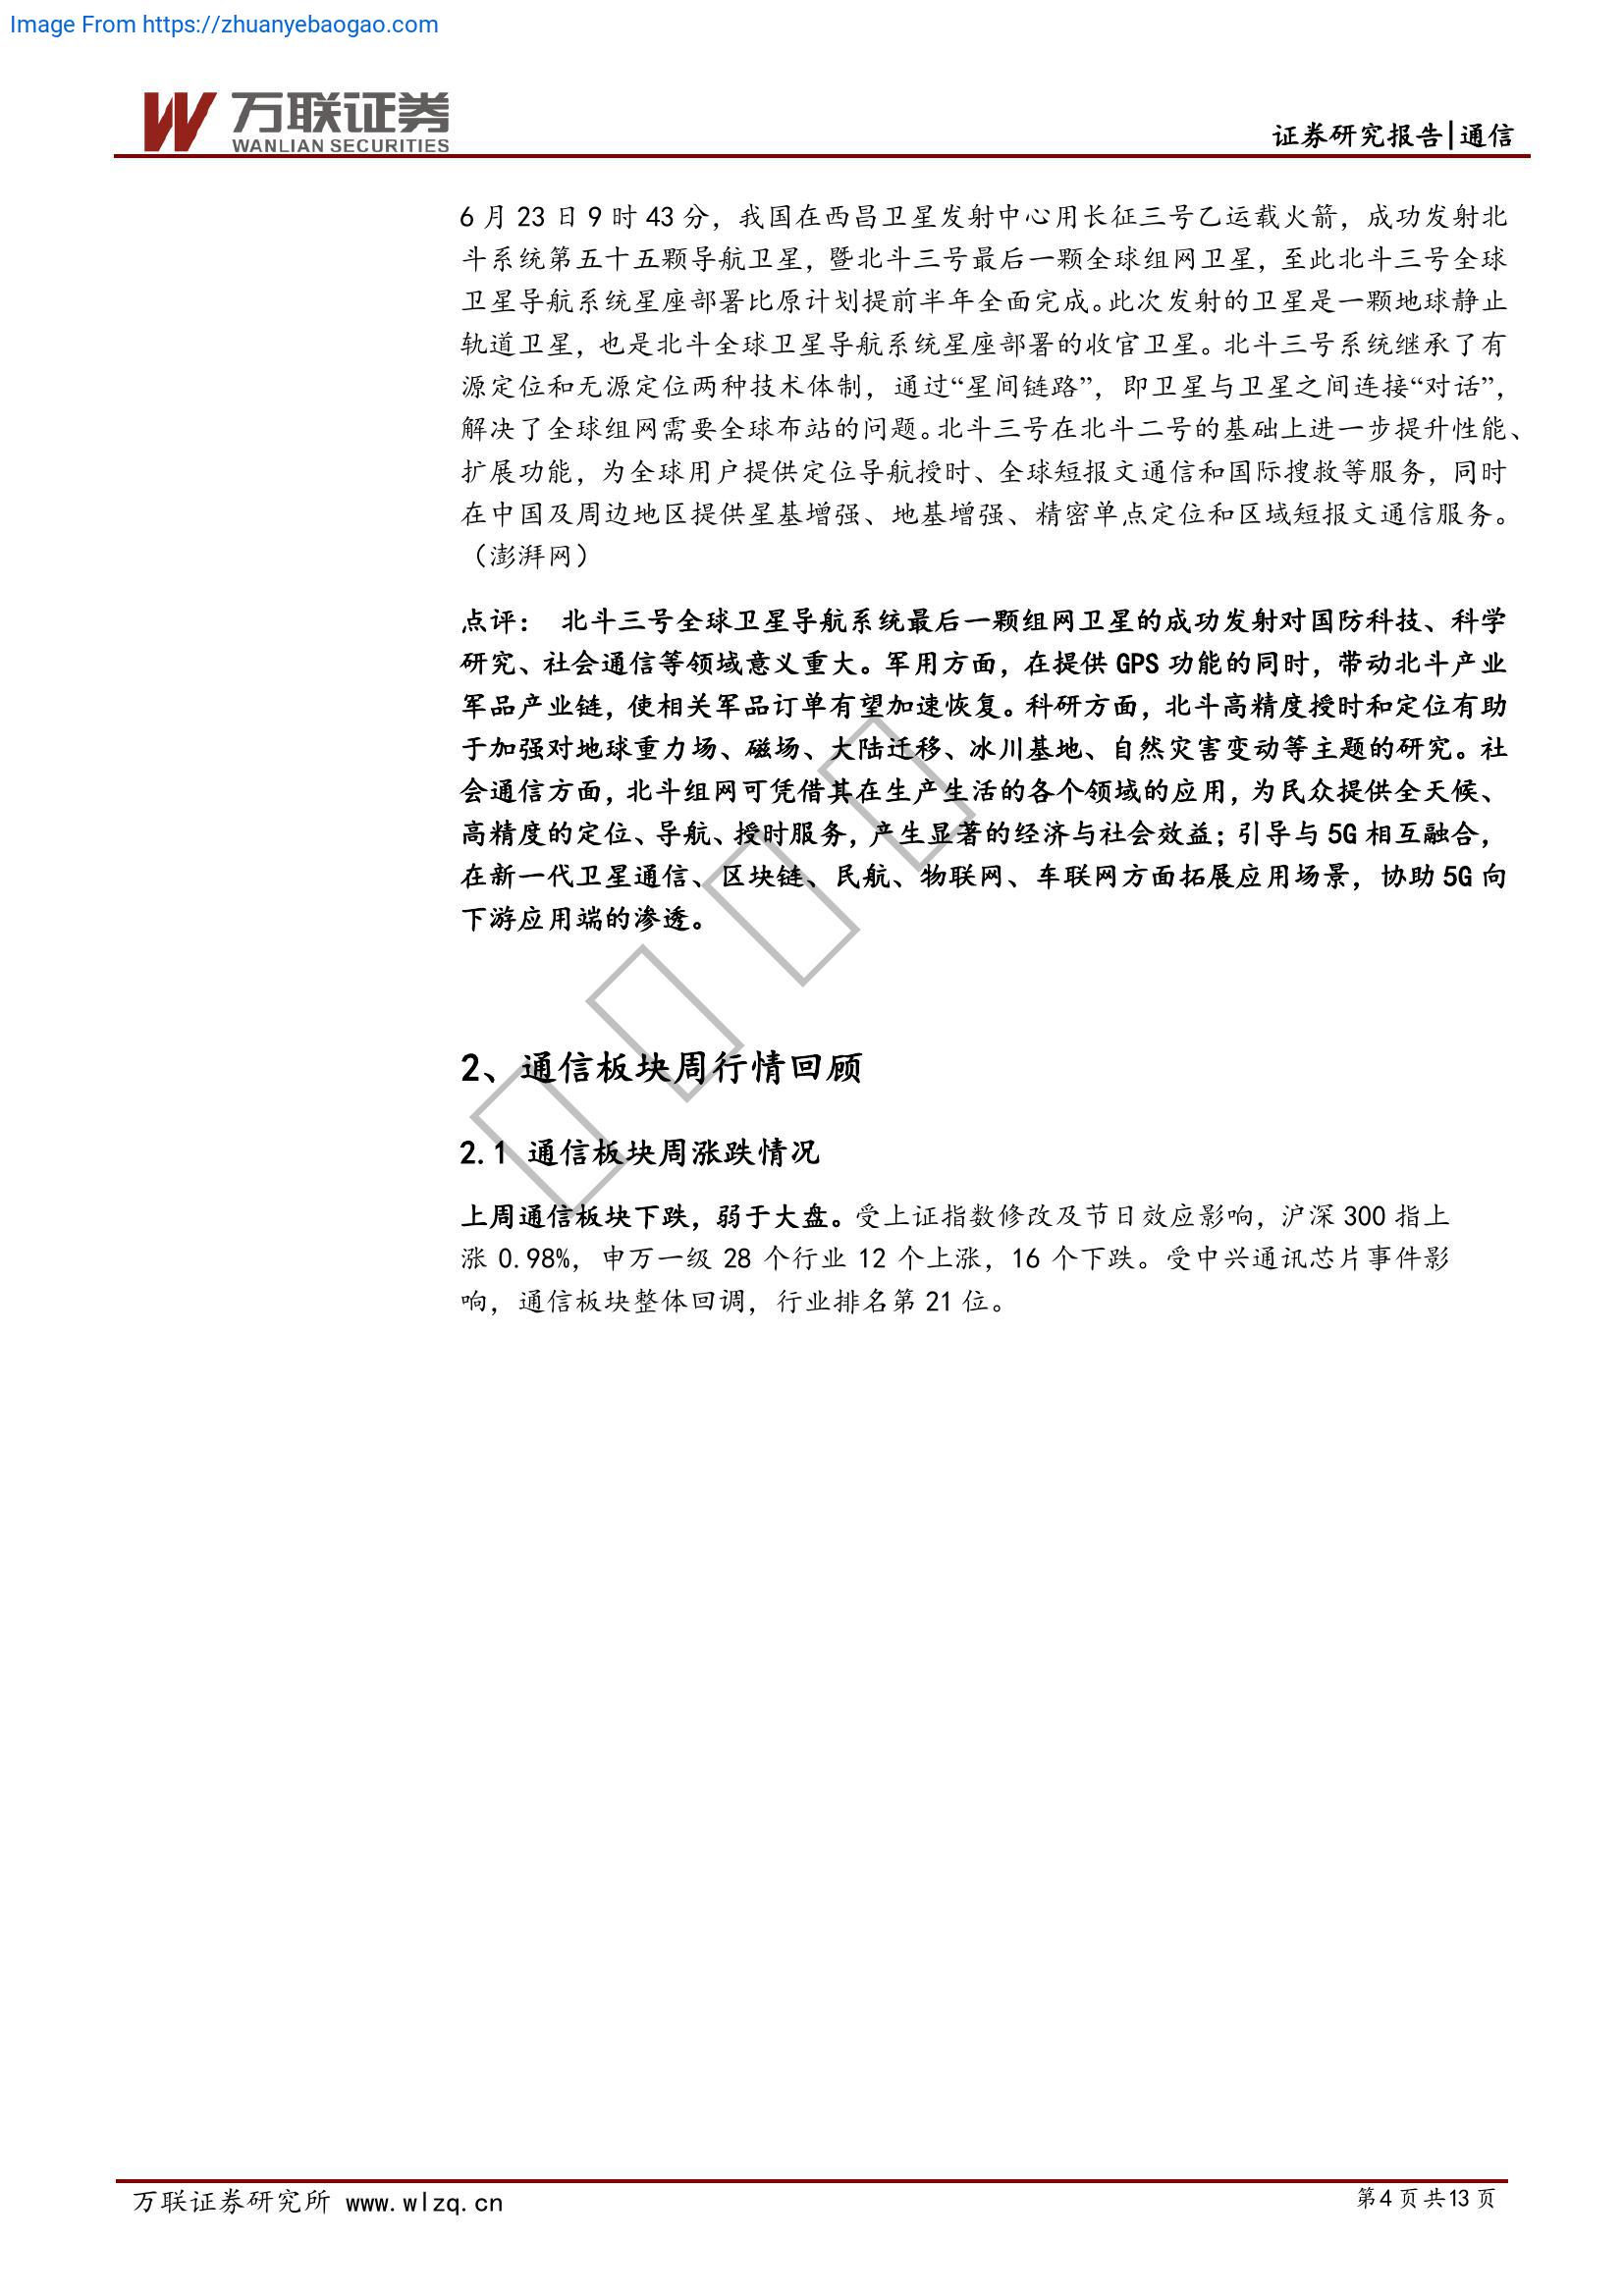 Image From https://zhuanyebaogao.com
万联证券
WANLIAN SECURITIES
证券研究报告|通信
6 月 23 日 9 时 43 分，我国在西昌卫星发射中心用长征三号乙运载火箭，成功发射北
斗系统第五十五颗导航卫星，暨北斗三号最后一颗全球组网卫星，至此北斗三号全球
卫星导航系统星座部署比原计划提前半年全面完成。此次发射的卫星是一颗地球静止
轨道卫星，也是北斗全球卫星导航系统星座部署的收官卫星。北斗三号系统继承了有
源定位和无源定位两种技术体制，通过“星间链路”，即卫星与卫星之间连接“对话”，
解决了全球组网需要全球布站的问题。北斗三号在北斗二号的基础上进一步提升性能、
扩展功能，为全球用户提供定位导航授时、全球短报文通信和国际搜救等服务，同时
在中国及周边地区提供星基增强、地基增强、精密单点定位和区域短报文通信服务。
（澎湃网）
点评： 北斗三号全球卫星导航系统最后一颗组网卫星的成功发射对国防科技、科学
研究、社会通信等领域意义重大。军用方面，在提供 GPS 功能的同时，带动北斗产业
军品产业链，使相关军品订单有望加速恢复。科研方面，北斗高精度授时和定位有助
于加强对地球重力场、磁场、大陆迁移、冰川基地、自然灾害变动等主题的研究。社
会通信方面，北斗组网可凭借其在生产生活的各个领域的应用，为民众提供全天候、
高精度的定位、导航、授时服务，产生显著的经济与社会效益；引导与 5G 相互融合，
在新一代卫星通信、区块链、民航、物联网、车联网方面拓展应用场景，协助 5G 向
下游应用端的渗透。
2、通信板块周行情回顾
2.1 通信板块周涨跌情况
上周通信板块下跌，弱于大盘。受上证指数修改及节日效应影响，沪深 300 指上
涨 0.98%，申万一级 28 个行业 12 个上涨，16 个下跌。受中兴通讯芯片事件影
响，通信板块整体回调，行业排名第 21 位。
万联证券研究所 www.wlzq.cn
第4 页共13 页